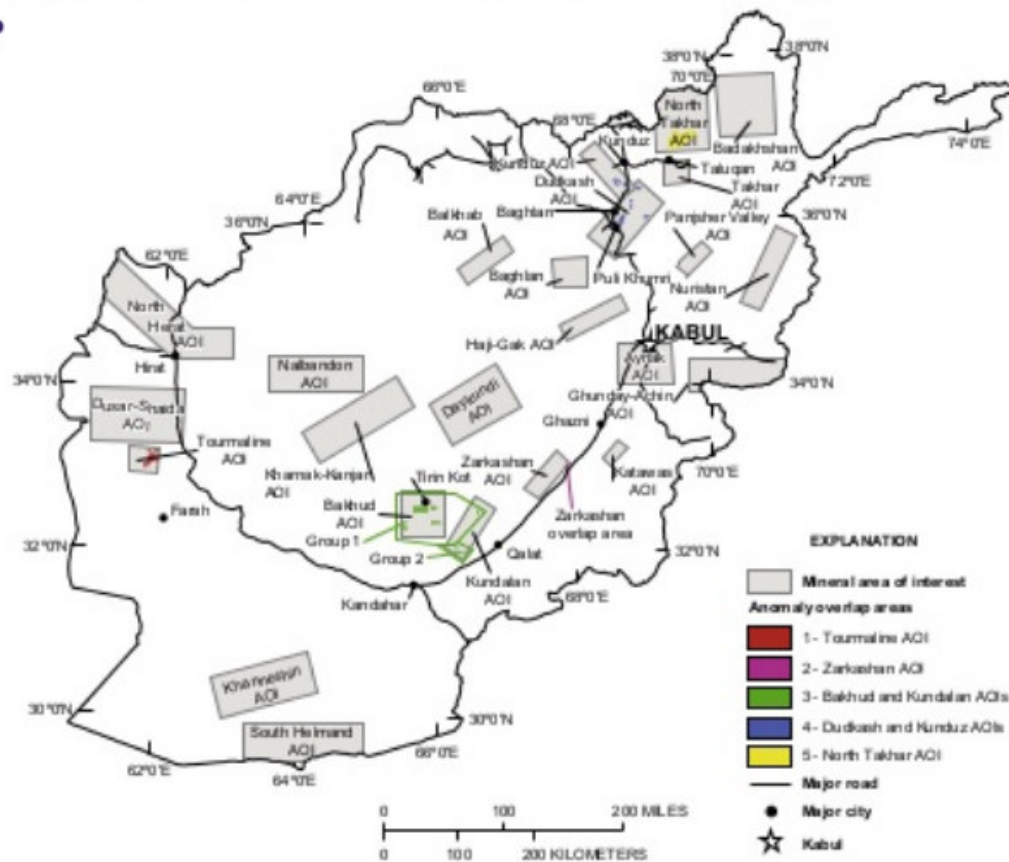 38°0'N
38°0'N
70°0'E
66°0'E
68°0'E
North
Takhar
AOI
Kunduz
Badakhshan
AOI
74°0'E
Kunduz AOI
Taluqan
72°0'E
Dudkash
AOI
Takhar
AOI
64°0'E
Baghlan
Panjsher Valley
AOI
36°0'N
36°0'N
Balkhab
AOI
62°0'E
Baghlan
AOI
Puli Khumri
Nuristan
AOI
North
Herat
AOI
Haji-Gak AOI
KABUL
Hirat
Nalbandon
AOI
Aynak
AOI
34°0'N
34°0'N
Dusar-Shaida
AOI
Daykundi
AOI
Ghunday-Achin
AOI
Ghazni
Tourmaline
AOI
Khamak-Kanjar
AOI
Tirin Kot
Zarkashan
AOI
Katawas
AOI
70°0'E
Bakhud
AOI
Zarkashan
overlap area
Farah
Group 1
32°0'N
Group 2
Qalat
32°0'N
Kundalan
AOI
Kandahar
68°0'E
Khanneshin
AOI
30°0'N
30°0'N
South Helmand
AOI
66°0'E
62°0'E
64°0'E
EXPLANATION
Mineral area of interest
Anomaly overlap areas
1- Tourmaline AOI
2- Zarkashan AOI
3- Bakhud and Kundalan AOIs
4- Dudkash and Kunduz AOIs
5- North Takhar AOI
Major road
Major city
Kabul
0 100 200 MILES
0 100 200 KILOMETERS